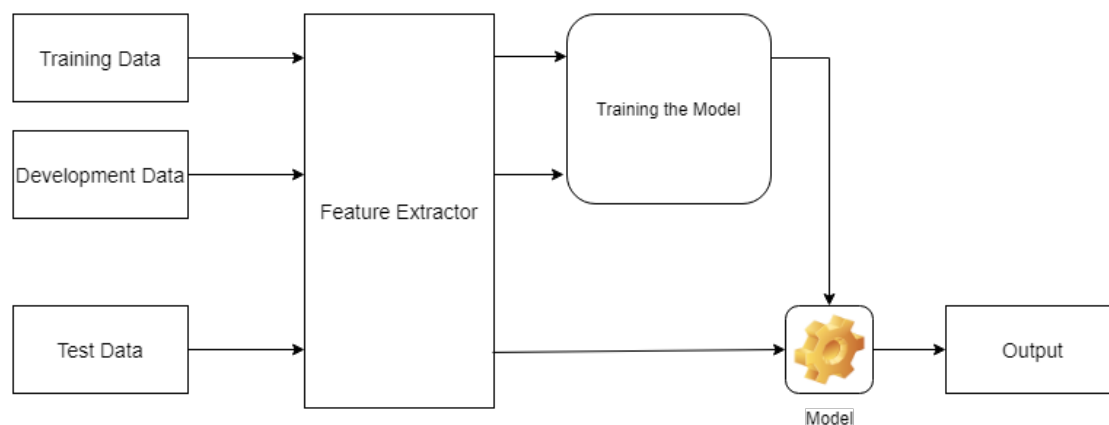 Training Data
Development Data
Test Data
Feature Extractor
Training the Model
Model
Output